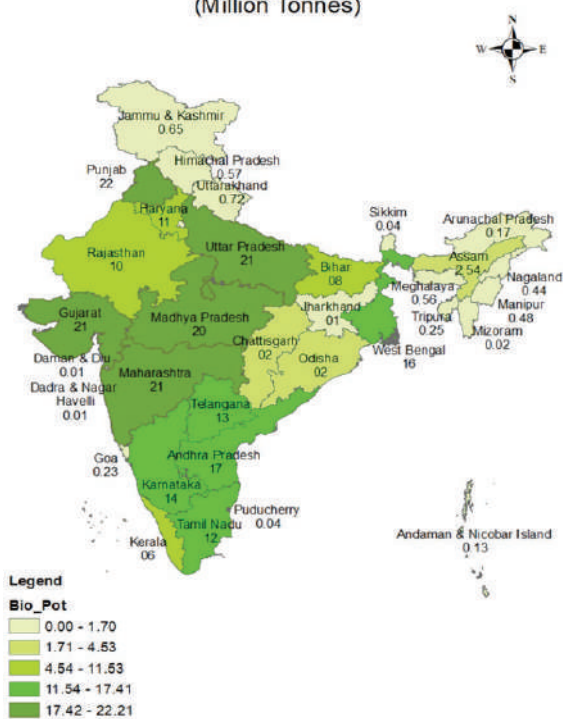 (Million Tonnes)
N
W E
S
Jammu & Kashmir
0.65
Himachal Pradesh
0.57
Punjab
22
Uttarakhand
0.72
Haryana
11
Sikkim
0.04
Arunachal Pradesh
0.17
Rajasthan
10
Uttar Pradesh
21
Bihar
08
Assam
2.54
Nagaland
0.44
Meghalaya
0.56
Manipur
0.48
Tripura
0.25
Mizoram
0.02
Jharkhand
01
Gujarat
21
Madhya Pradesh
20
Chattisgarh
02
Odisha
02
West Bengal
16
Daman & Diu
0.01
Dadra & Nagar
Havelli
0.01
Maharashtra
21
Telangana
13
Goa
0.23
Andhra Pradesh
17
Karnataka
14
Puducherry
0.04
Tamil Nadu
12
Kerala
06
Andaman & Nicobar Island
0.13
Legend
Bio_Pot
0.00 - 1.70
1.71 - 4.53
4.54 - 11.53
11.54 - 17.41
17.42 - 22.21